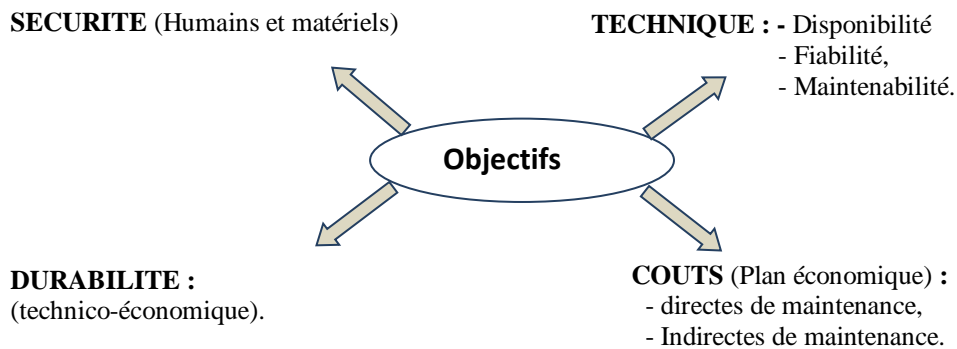 SECURITE (Humains et matériels)
TECHNIQUE : - Disponibilité
- Fiabilité,
- Maintenabilité.
Objectifs
DURABILITE :
(technico-économique).
COUTS (Plan économique) :
- directes de maintenance,
- Indirectes de maintenance.